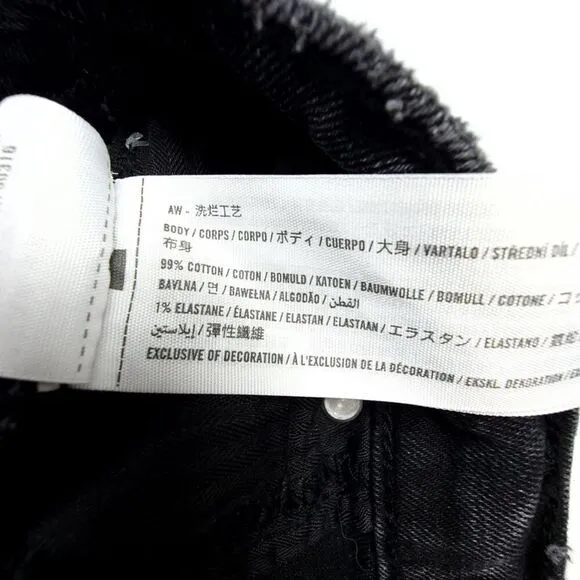 AW - 洗烂工艺
BODY / CORPS / CORPO / ボディ / CUERPO / 大身 / VARTALO / STŘEDNÍ DÍL /
布身
99% COTTON / COTON / BOMULD / KATOEN / BAUMWOLLE / BOMULL / COTONE /
BAVLNA / 면 / BAWEŁNA / ALGODÃO / القطن
1% ELASTANE / ÉLASTANE / ELASTAN / ELASTAAN / エラスタン / ELASTANO /
إيلاستين / 彈性纖維
EXCLUSIVE OF DECORATION / À L'EXCLUSION DE LA DÉCORATION / EKSKL. DEKORATION /